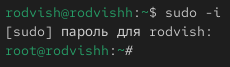 rodvish@rodvishh:~$ sudo -i
[sudo] пароль для rodvish:
root@rodvishh:~#